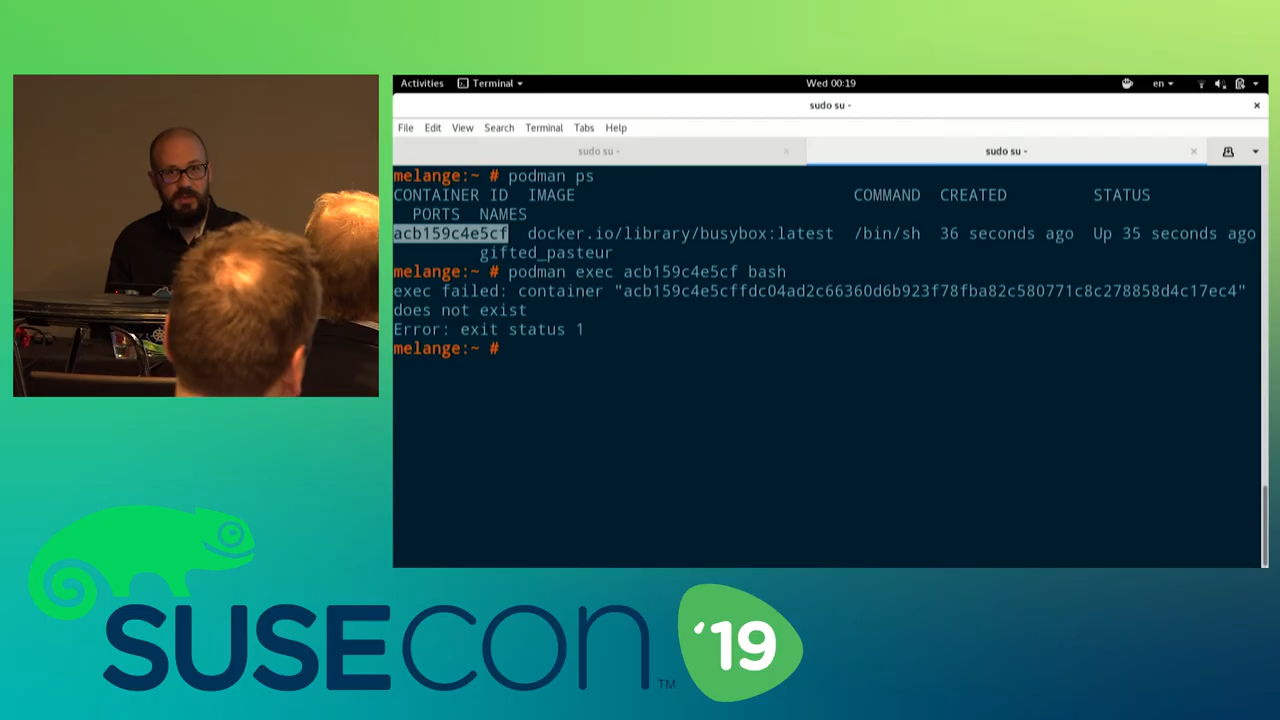 Activities Terminal Wed 00:19 en
sudo su -
File Edit View Search Terminal Tabs Help
sudo su - sudo su -
melange:~ # podman ps
CONTAINER ID IMAGE COMMAND CREATED STATUS
PORTS NAMES
acb159c4e5cf docker.io/library/busybox:latest /bin/sh 36 seconds ago Up 35 seconds ago
gifted_pasteur
melange:~ # podman exec acb159c4e5cf bash
exec failed: container "acb159c4e5cffdc04ad2c66360d6b923f78fba82c580771c8c278858d4c17ec4"
does not exist
Error: exit status 1
melange:~ #
SUSECON '19
TM